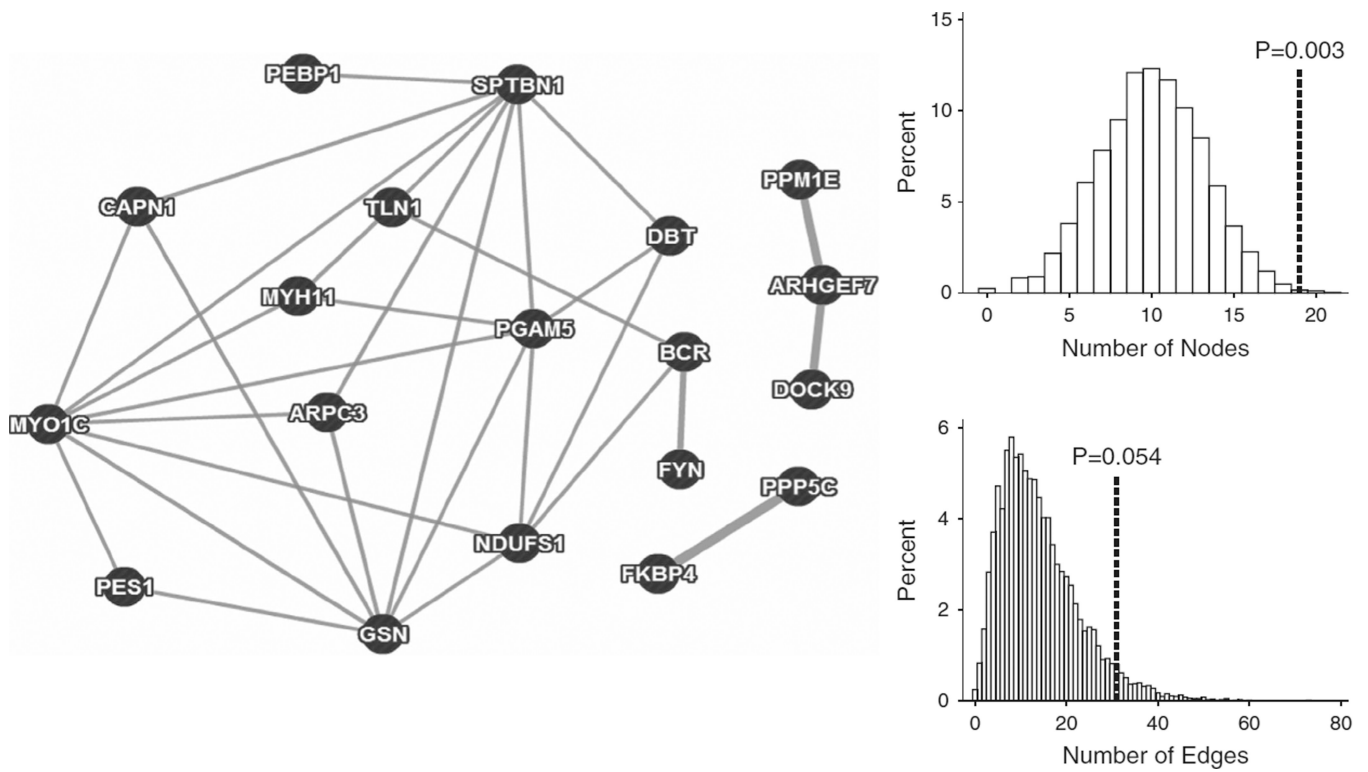 PEBP1
SPTBN1
CAPN1
TLN1
DBT
MYH11
PGAM5
BCR
MYO1C
ARPC3
FYN
NDUFS1
PES1
GSN
PPM1E
ARHGEF7
DOCK9
PPP5C
FKBP4
15
10
5
0
Percent
P=0.003
0 5 10 15 20
Number of Nodes
6
4
2
0
Percent
P=0.054
0 20 40 60 80
Number of Edges